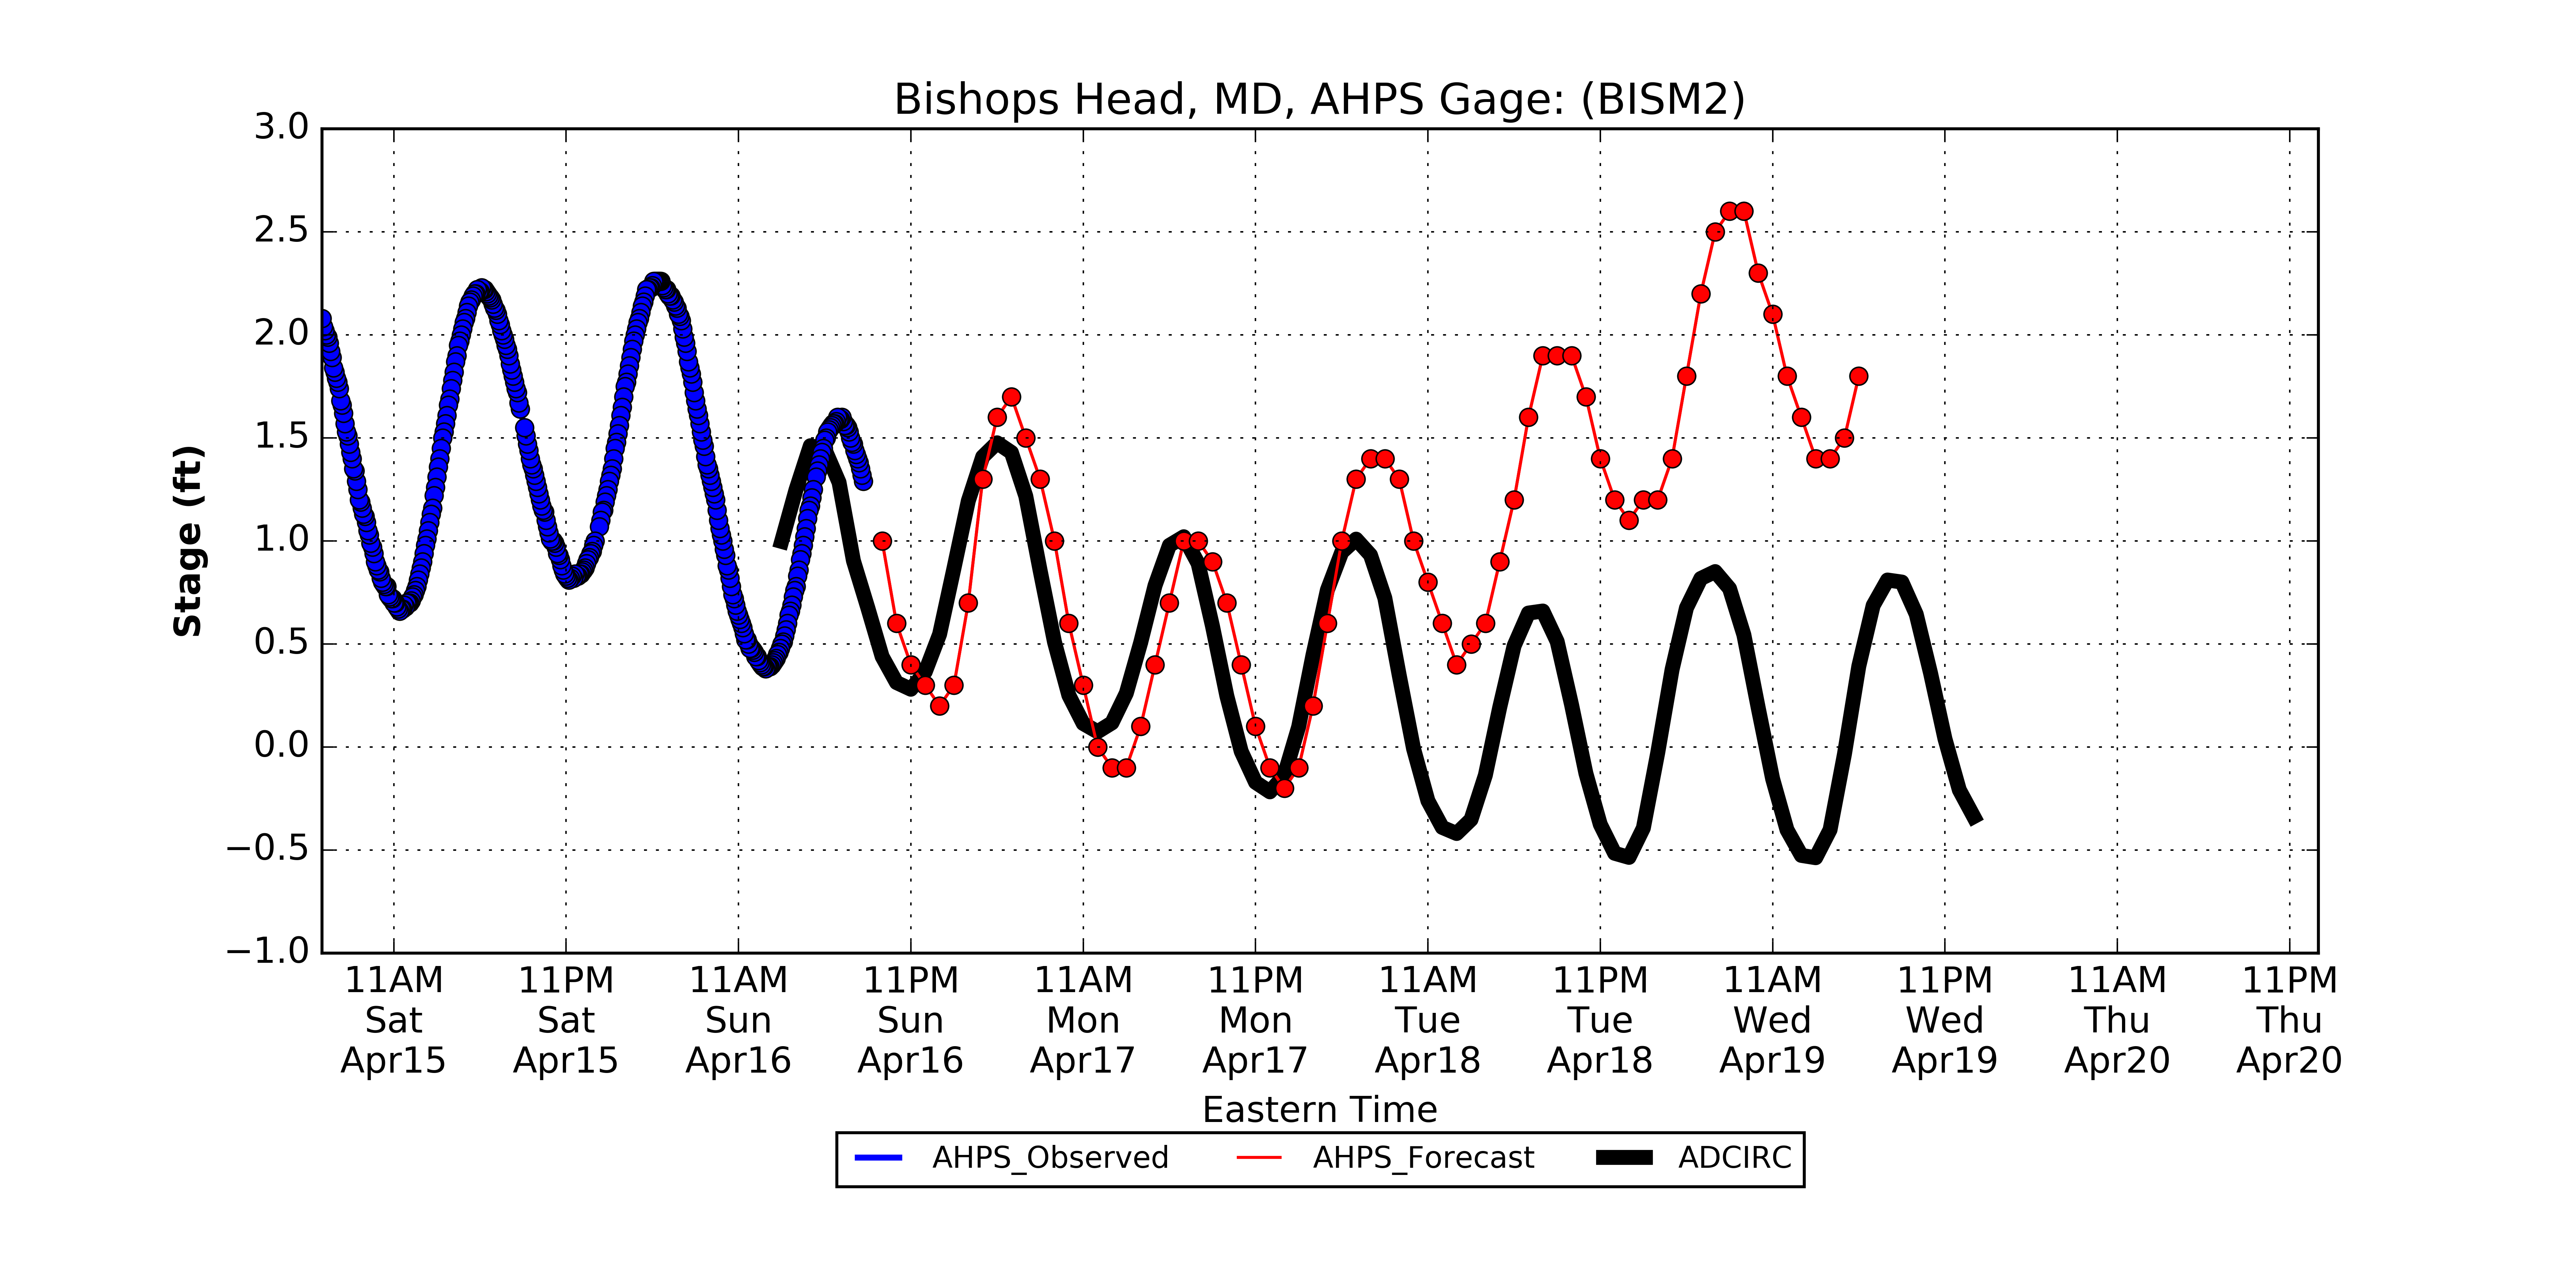 Bishops Head, MD, AHPS Gage: (BISM2)
Stage (ft)
3.0
2.5
2.0
1.5
1.0
0.5
0.0
−0.5
−1.0
11AM 11PM 11AM 11PM 11AM 11PM 11AM 11PM 11AM 11PM 11AM 11PM
Sat Sat Sun Sun Mon Mon Tue Tue Wed Wed Thu Thu
Apr15 Apr15 Apr16 Apr16 Apr17 Apr17 Apr18 Apr18 Apr19 Apr19 Apr20 Apr20
Eastern Time
AHPS_Observed AHPS_Forecast ADCIRC